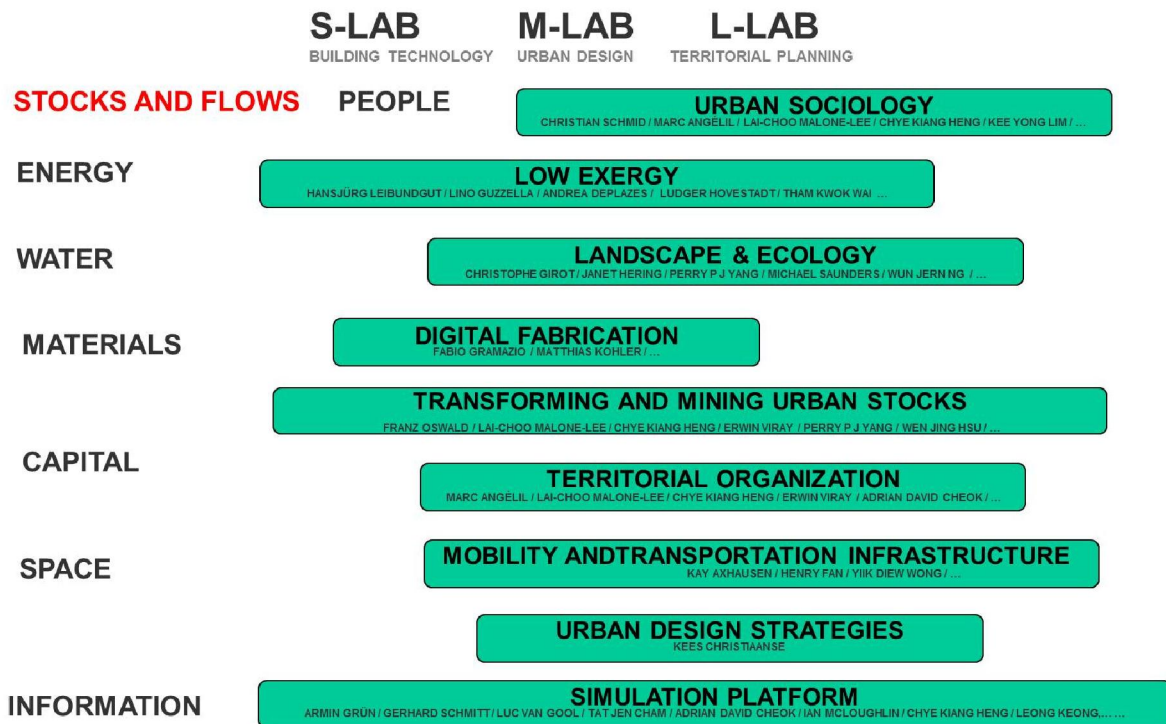 S-LAB M-LAB L-LAB
BUILDING TECHNOLOGY URBAN DESIGN TERRITORIAL PLANNING
STOCKS AND FLOWS PEOPLE URBAN SOCIOLOGY
CHRISTIAN SCHMID / MARC ANGÉLIL / LAI-CHOO MALONE-LEE / CHYE KIANG HENG / KEE YONG LIM / ...
ENERGY LOW EXERGY
HANSJÜRG LEIBUNDGUT / LINO GUZZELLA / ANDREA DEPLAZES / LUDGER HOVESTADT / THAM KWOK WAI ...
WATER LANDSCAPE & ECOLOGY
CHRISTOPHE GIROT / JANET HERING / PERRY P J YANG / MICHAEL SAUNDERS / WUN JERN NG / ...
MATERIALS DIGITAL FABRICATION
FABIO GRAMAZIO / MATTHIAS KOHLER / ...
TRANSFORMING AND MINING URBAN STOCKS
FRANZ OSWALD / LAI-CHOO MALONE-LEE / CHYE KIANG HENG / ERWIN VIRAY / PERRY P J YANG / WEN JING HSU / ...
CAPITAL TERRITORIAL ORGANIZATION
MARC ANGÉLIL / LAI-CHOO MALONE-LEE / CHYE KIANG HENG / ERWIN VIRAY / ADRIAN DAVID CHEOK / ...
SPACE MOBILITY ANDTRANSPORTATION INFRASTRUCTURE
KAY AXHAUSEN / HENRY FAN / YIIK DIEW WONG / ...
URBAN DESIGN STRATEGIES
KEES CHRISTIAANSE
INFORMATION SIMULATION PLATFORM
ARMIN GRÜN / GERHARD SCHMITT / LUC VAN GOOL / TAT JEN CHAM / ADRIAN DAVID CHEOK / IAN MCLOUGHLIN / CHYE KIANG HENG / LEONG KEONG.... ...